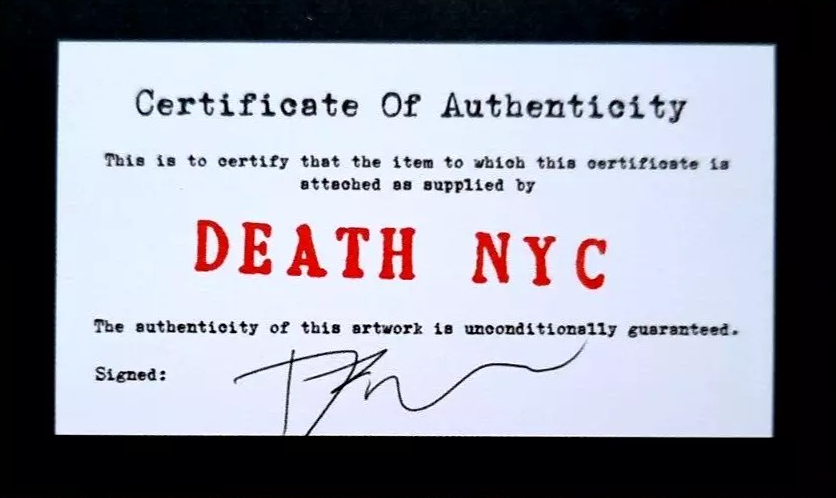 Certificate Of Authenticity
This is to certify that the item to which this certificate is
attached as supplied by
DEATH NYC
The authenticity of this artwork is unconditionally guaranteed.
Signed: